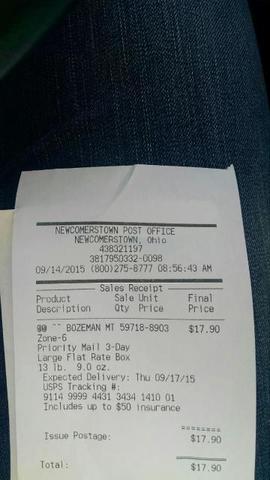 NEWCOMERSTOWN POST OFFICE
NEWCOMERSTOWN, Ohio
438321197
3817950332-0098
09/14/2015 (800)275-8777 08:56:43 AM
Sales Receipt
Product Sale Unit Final
Description Qty Price Price
@@ ~~ BOZEMAN MT 59718-8903 $17.90
Zone-6
Priority Mail 3-Day
Large Flat Rate Box
13 lb. 9.0 oz.
Expected Delivery: Thu 09/17/15
USPS Tracking #:
9114 9999 4431 3434 1410 01
Includes up to $50 insurance
========
Issue Postage: $17.90
Total: $17.90